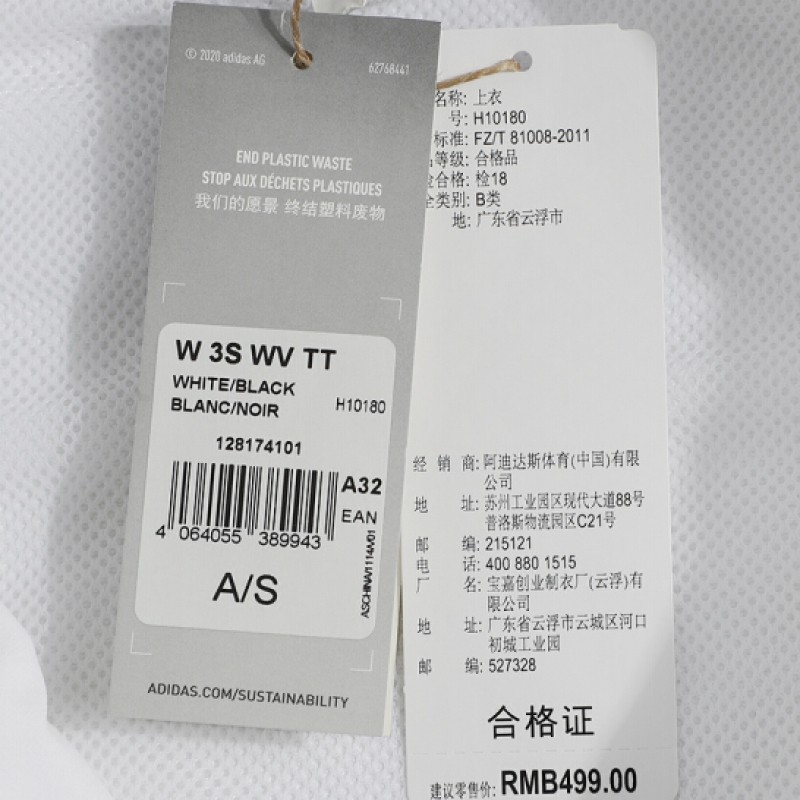 © 2020 adidas AG
62768441
END PLASTIC WASTE
STOP AUX DÉCHETS PLASTIQUES
我们的愿景 终结塑料废物
W 3S WV TT
WHITE/BLACK
BLANC/NOIR
H10180
128174101
A32
EAN
4 064055 389943
A/S
ADIDAS.COM/SUSTAINABILITY
名称: 上衣
号: H10180
标准: FZ/T 81008-2011
等级: 合格品
合格: 检18
类别: B类
地: 广东省云浮市
经 销 商: 阿迪达斯体育(中国)有限
公司
地 址: 苏州工业园区现代大道88号
普洛斯物流园区C21号
邮 编: 215121
电 话: 400 880 1515
厂 名: 宝嘉创业制衣厂(云浮)有
限公司
地 址: 广东省云浮市云城区河口
初城工业园
邮 编: 527328
合格证
建议零售价: RMB499.00